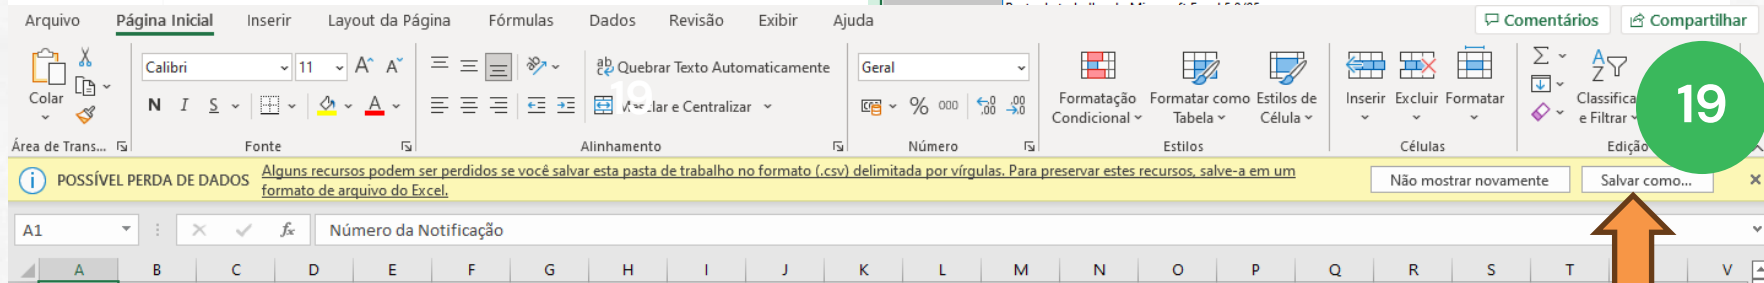 Arquivo Página Inicial Inserir Layout da Página Fórmulas Dados Revisão Exibir Ajuda Comentários Compartilhar
Calibri 11 Quebrar Texto Automaticamente Geral
Colar N I S A 19 Mesclar e Centralizar % 000 Formatação Condicional Formatar como Tabela Estilos de Célula Inserir Excluir Formatar e Filtrar 19
Área de Trans... Fonte Alinhamento Número Estilos Células Edição
POSSÍVEL PERDA DE DADOS Alguns recursos podem ser perdidos se você salvar esta pasta de trabalho no formato (.csv) delimitada por vírgulas. Para preservar estes recursos, salve-a em um
formato de arquivo do Excel.
Não mostrar novamente Salvar como...
A1 fx Número da Notificação
A B C D E F G H I J K L M N O P Q R S T V